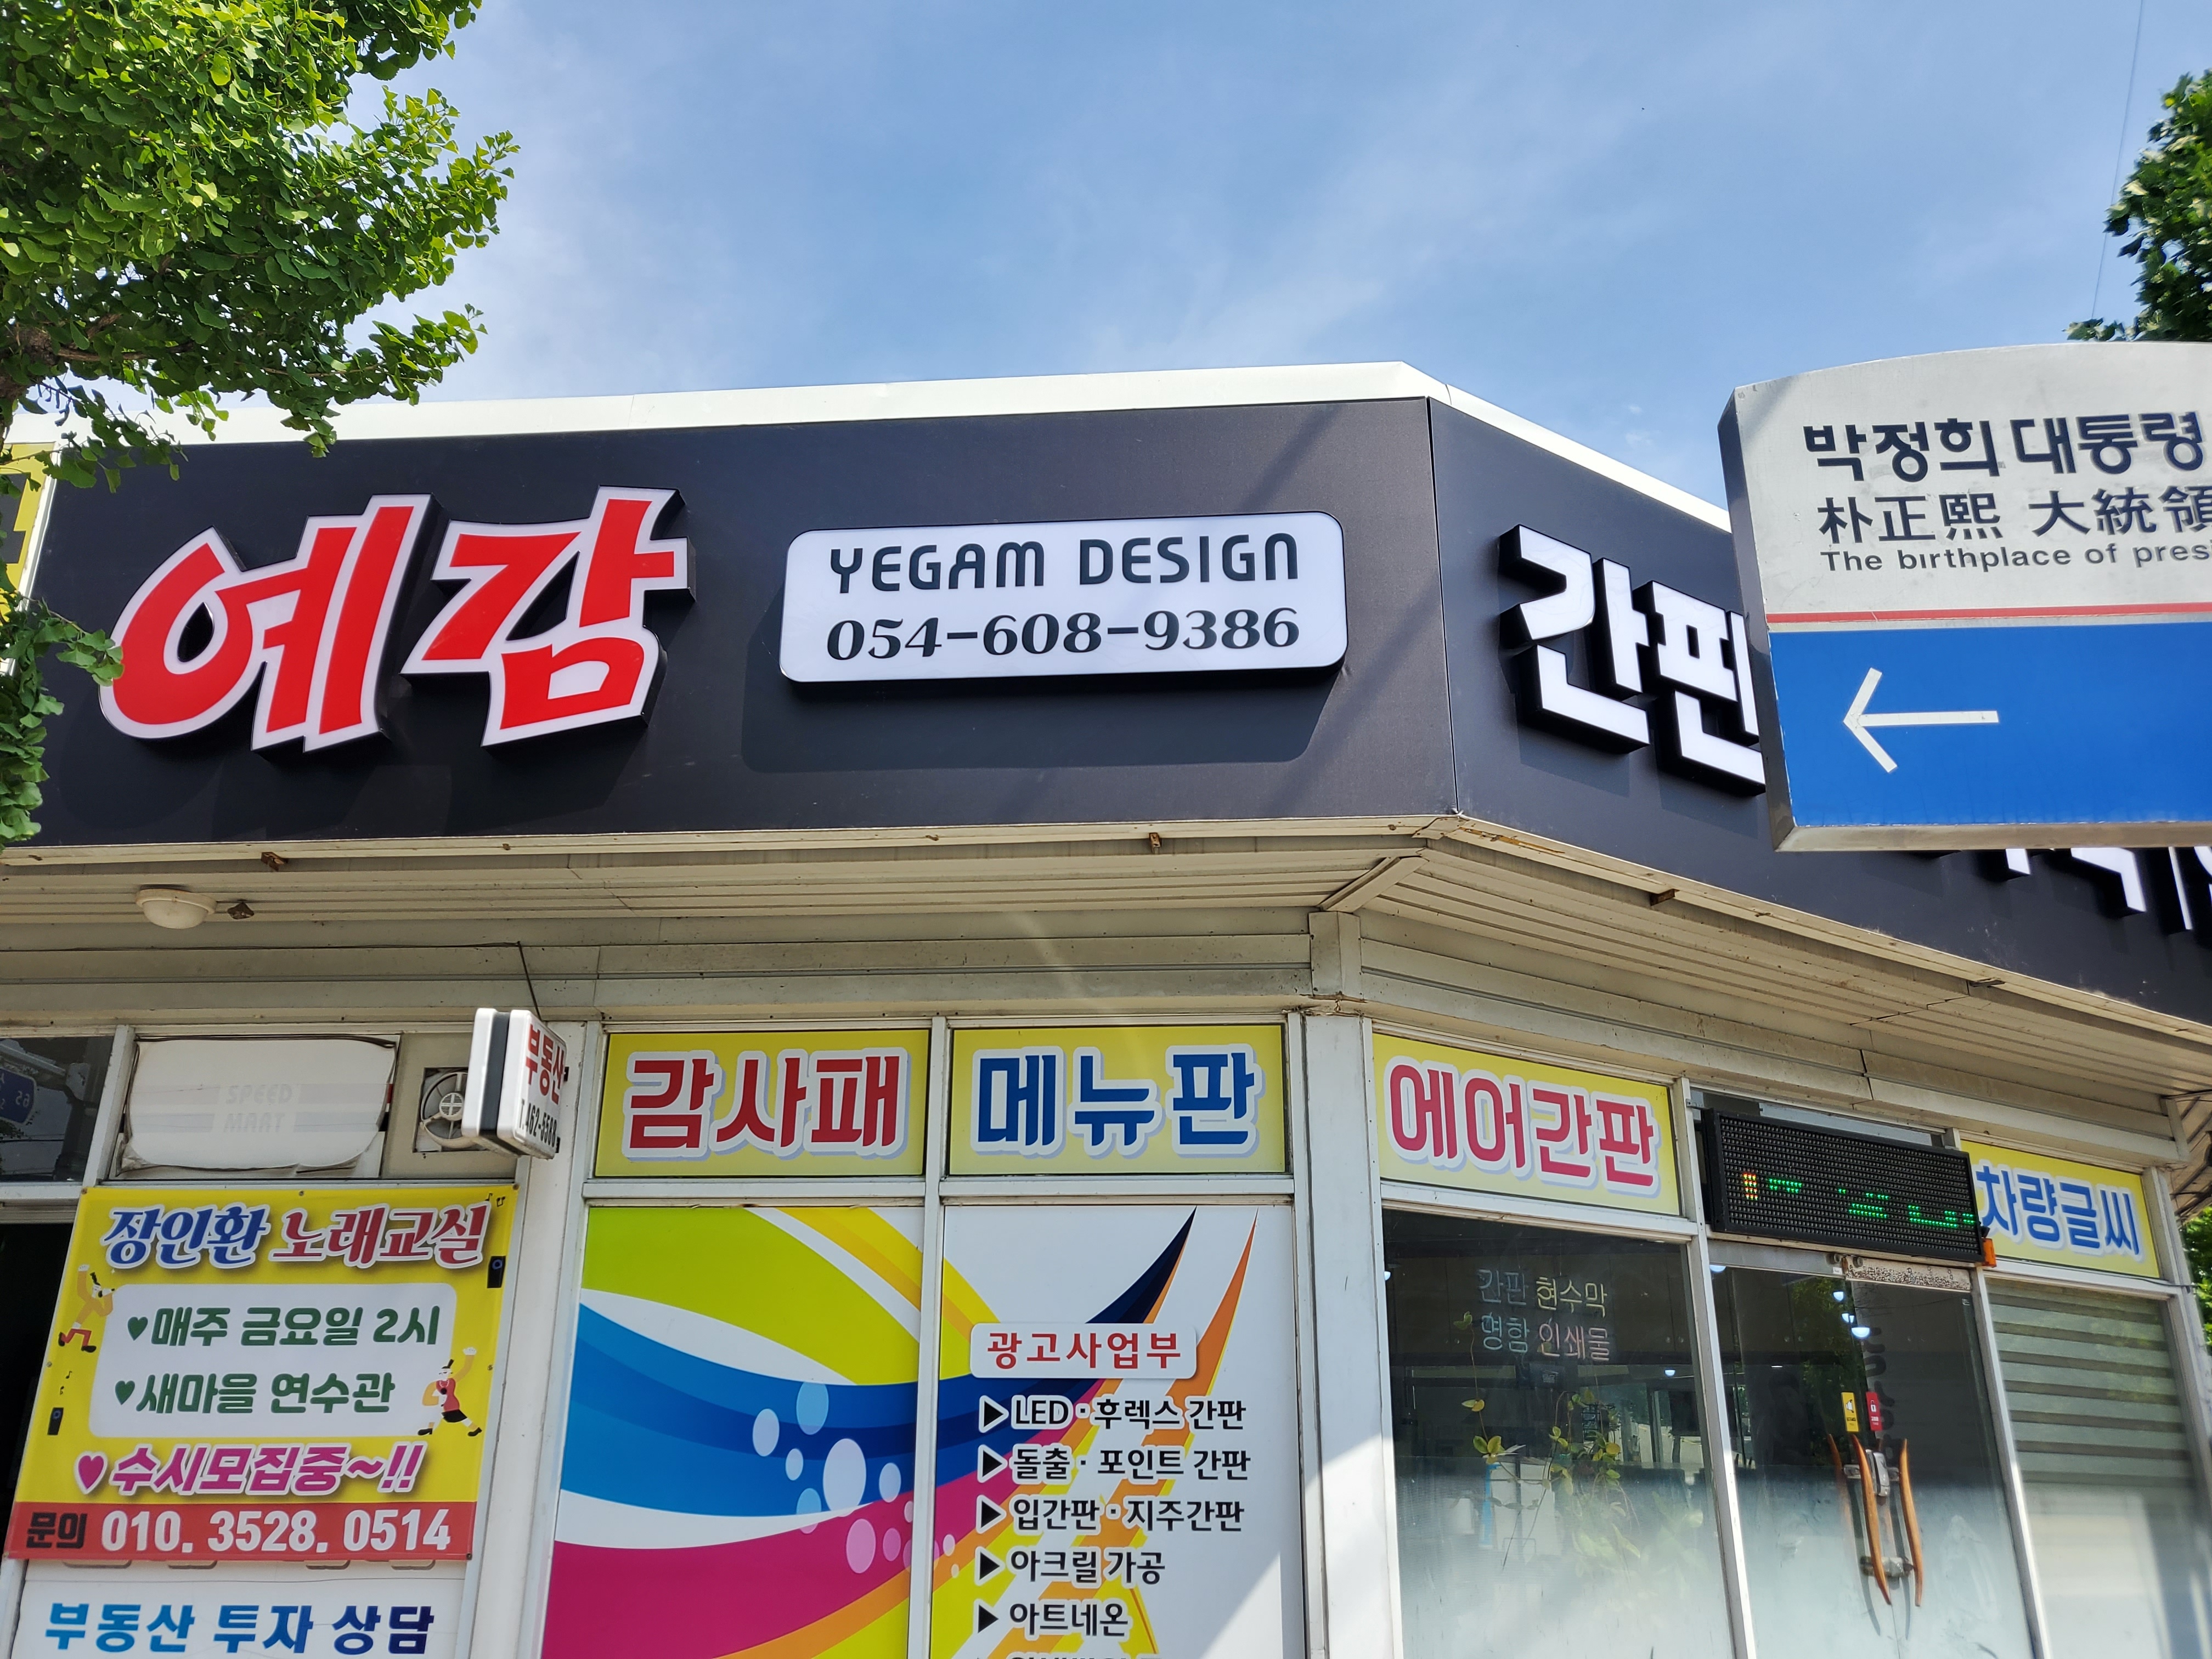 예감
YEGAM DESIGN
054-608-9386
간판
박정희대통령
朴正熙 大統領
The birthplace of pres
부동산
T.462-5588
SPEED
MART
감사패
메뉴판
에어간판
차량글씨
장인환 노래교실
♥매주 금요일 2시
♥새마을 연수관
♥수시모집중~!!
문의 010. 3528. 0514
부동산 투자 상담
광고사업부
▶LED·후렉스 간판
▶돌출·포인트 간판
▶입간판·지주간판
▶아크릴 가공
▶아트네온
간판 현수막
명함 인쇄물